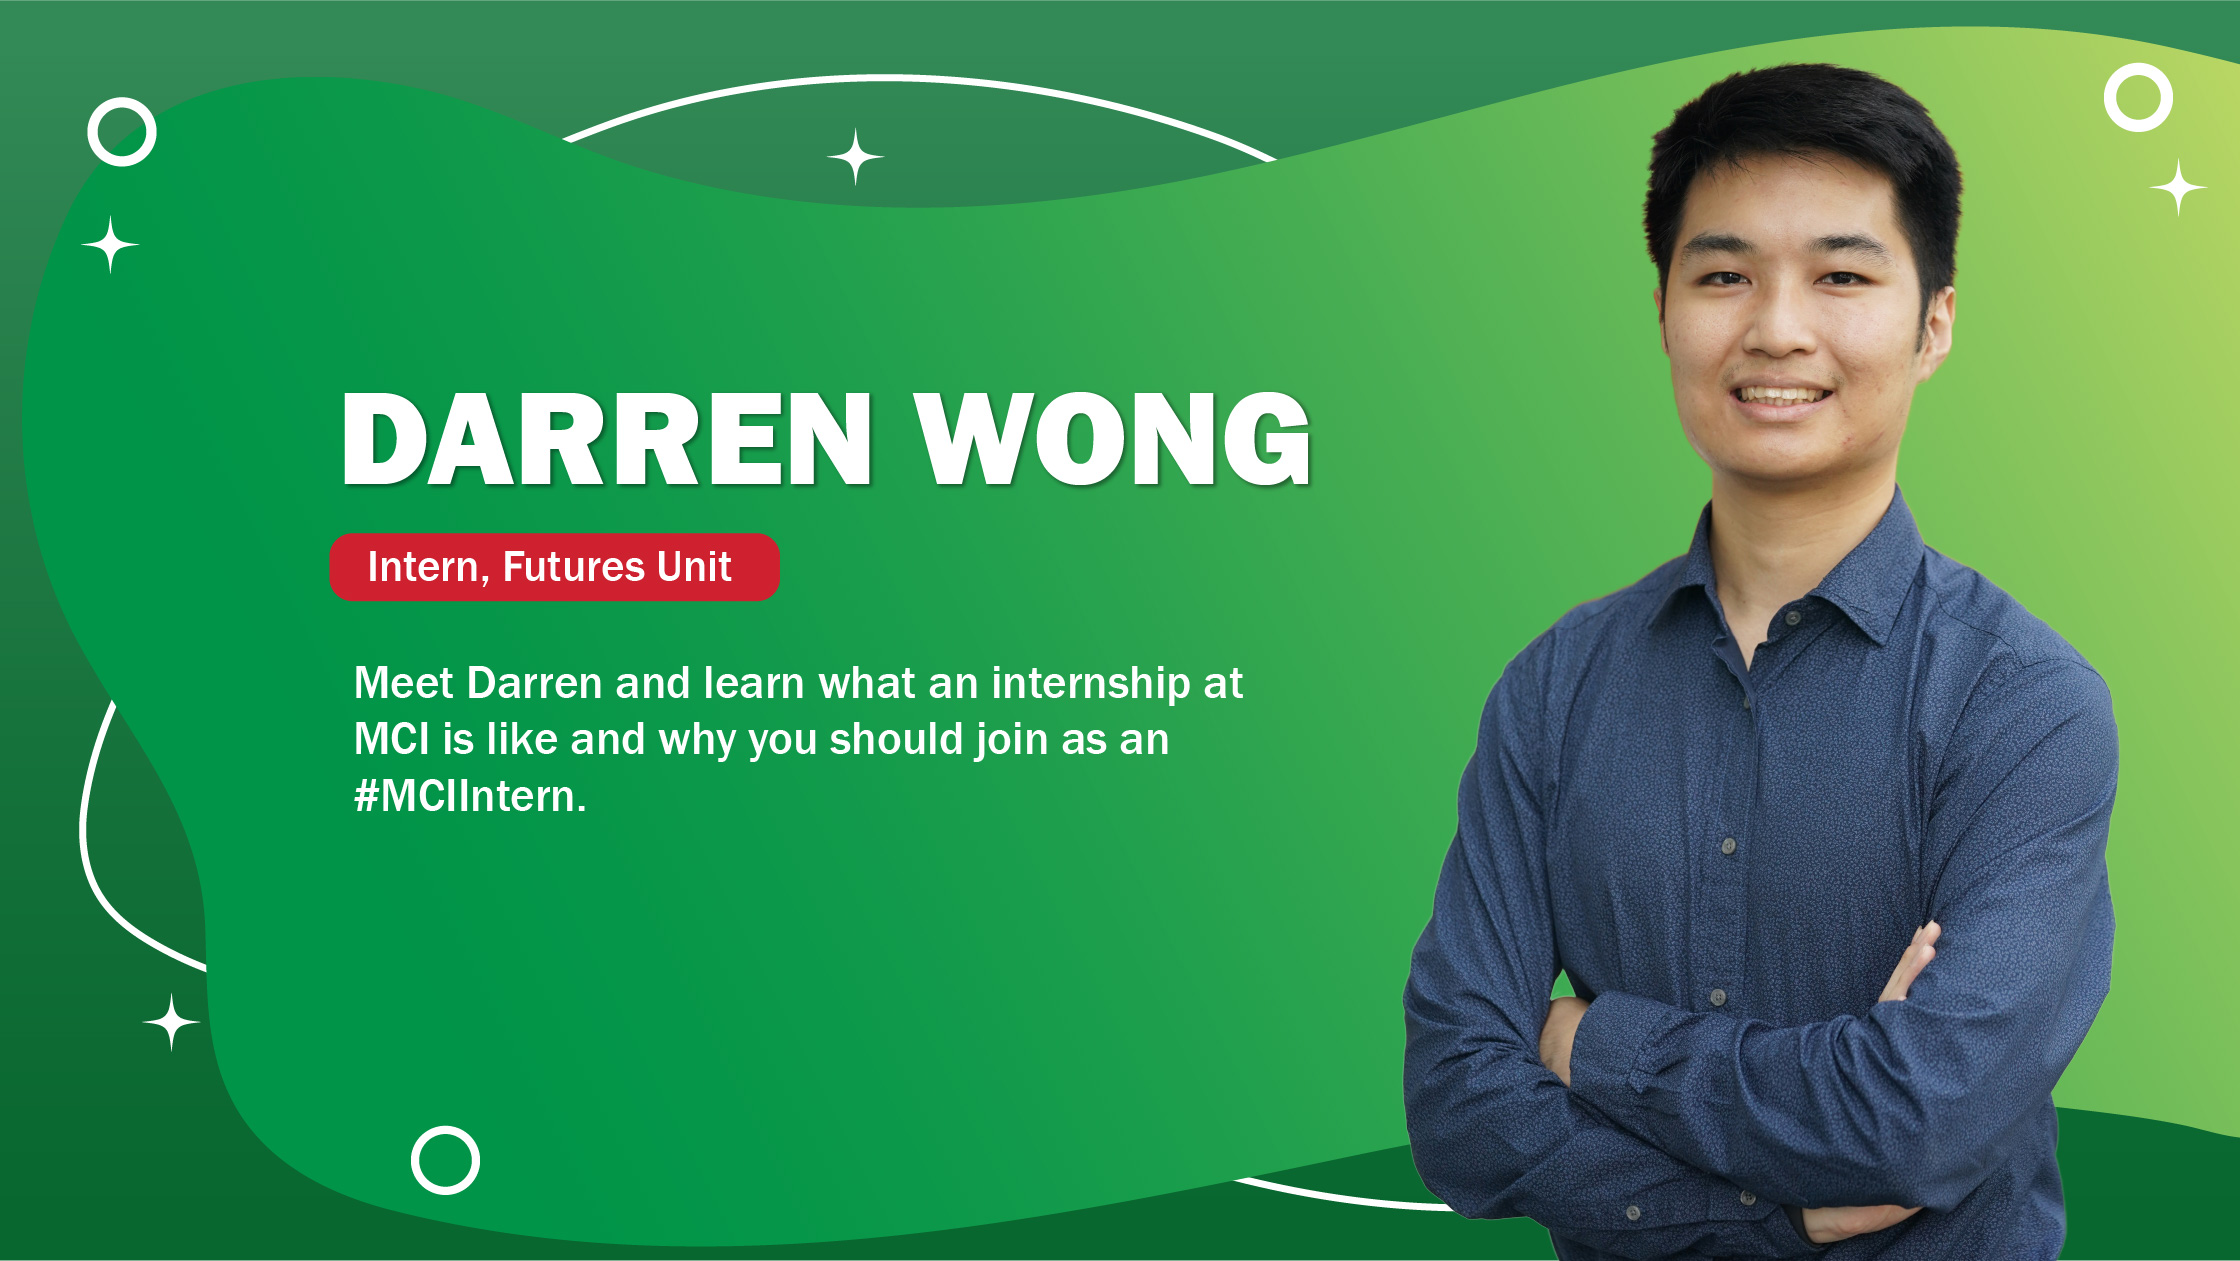 DARREN WONG
Intern, Futures Unit
Meet Darren and learn what an internship at
MCI is like and why you should join as an
#MCIIntern.